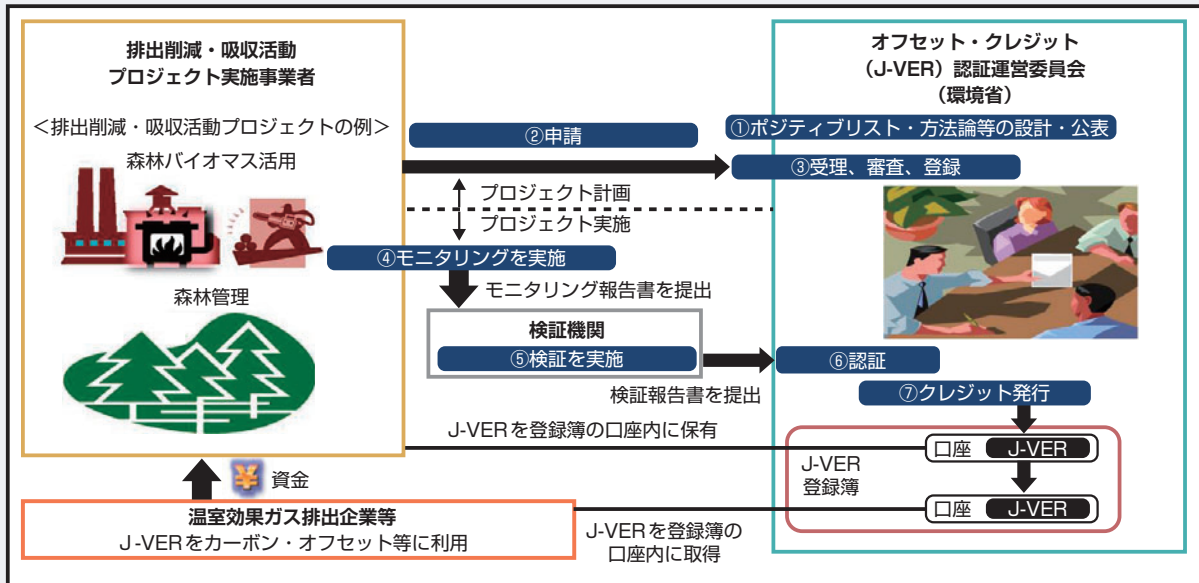 排出削減・吸収活動
プロジェクト実施事業者
＜排出削減・吸収活動プロジェクトの例＞
森林バイオマス活用
森林管理
オフセット・クレジット
（J-VER）認証運営委員会
（環境省）
①ポジティブリスト・方法論等の設計・公表
②申請
③受理、審査、登録
プロジェクト計画
プロジェクト実施
④モニタリングを実施
モニタリング報告書を提出
検証機関
⑤検証を実施
検証報告書を提出
⑥認証
⑦クレジット発行
J-VERを登録簿の口座内に保有
口座 J-VER
J-VER
登録簿
口座 J-VER
¥ 資金
温室効果ガス排出企業等
J-VERをカーボン・オフセット等に利用
J-VERを登録簿の
口座内に取得